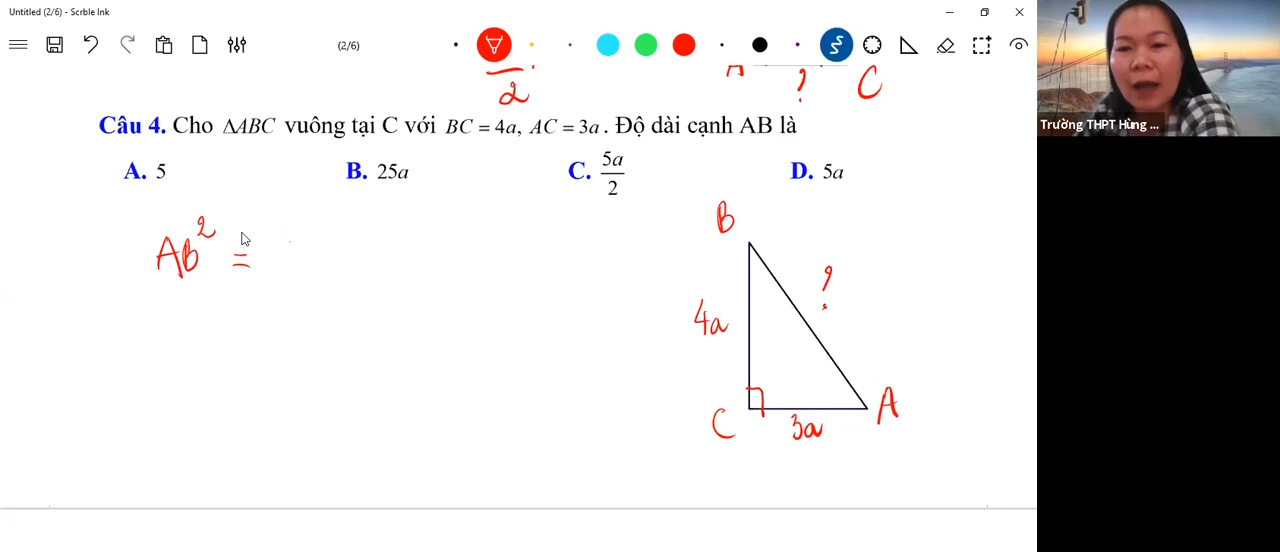 Untitled (2/6) - Scrble Ink
(2/6)
2
?
C
Câu 4. Cho ΔABC vuông tại C với BC = 4a, AC = 3a. Độ dài cạnh AB là
A. 5 B. 25a C. 5a/2 D. 5a
AB² =
B
?
4a
C
3a
A
Trường THPT Hùng ...